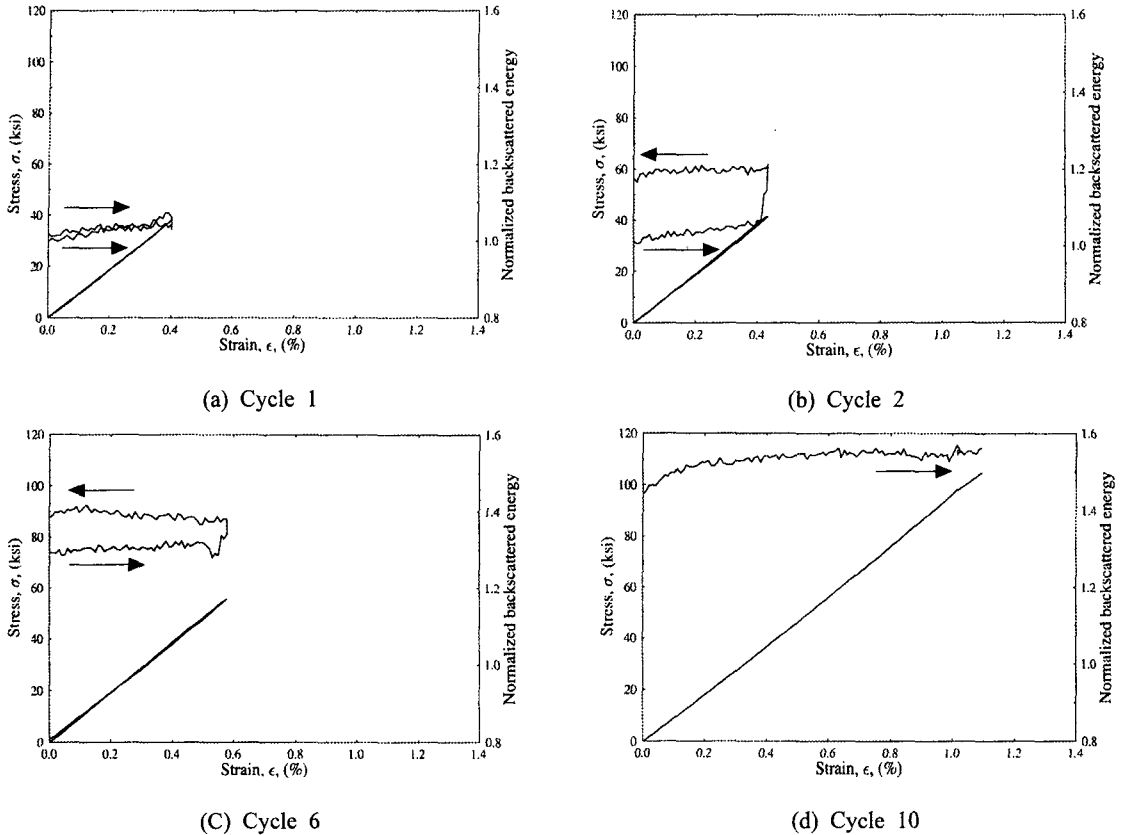 120
100
80
60
40
20
0
Stress, σ, (ksi)
1.6
1.4
1.2
1.0
0.8
Normalized backscattered energy
0.0 0.2 0.4 0.6 0.8 1.0 1.2 1.4
Strain, ϵ, (%)
(a) Cycle 1
120
100
80
60
40
20
0
Stress, σ, (ksi)
1.6
1.4
1.2
1.0
0.8
Normalized backscattered energy
0.0 0.2 0.4 0.6 0.8 1.0 1.2 1.4
Strain, ϵ, (%)
(b) Cycle 2
120
100
80
60
40
20
0
Stress, σ, (ksi)
1.6
1.4
1.2
1.0
0.8
Normalized backscattered energy
0.0 0.2 0.4 0.6 0.8 1.0 1.2 1.4
Strain, ϵ, (%)
(C) Cycle 6
120
100
80
60
40
20
0
Stress, σ, (ksi)
1.6
1.4
1.2
1.0
0.8
Normalized backscattered energy
0.0 0.2 0.4 0.6 0.8 1.0 1.2 1.4
Strain, ϵ, (%)
(d) Cycle 10